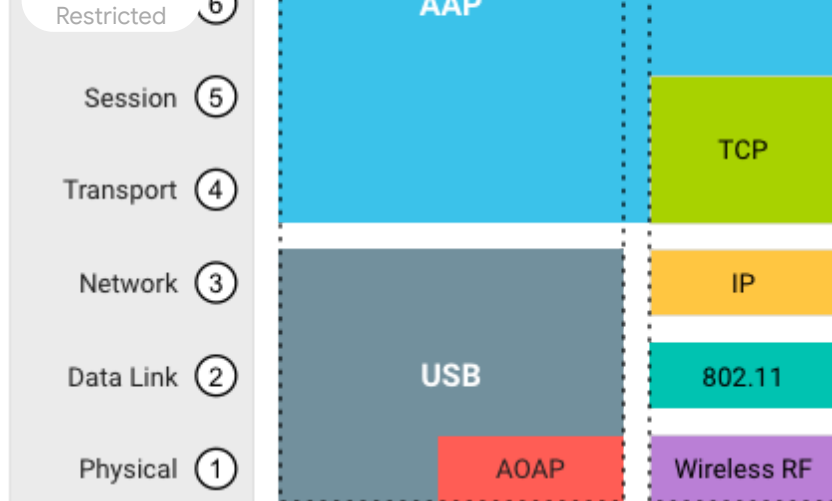 Restricted
6
AAP
Session 5
TCP
Transport 4
Network 3
IP
Data Link 2
USB
802.11
Physical 1
AOAP
Wireless RF